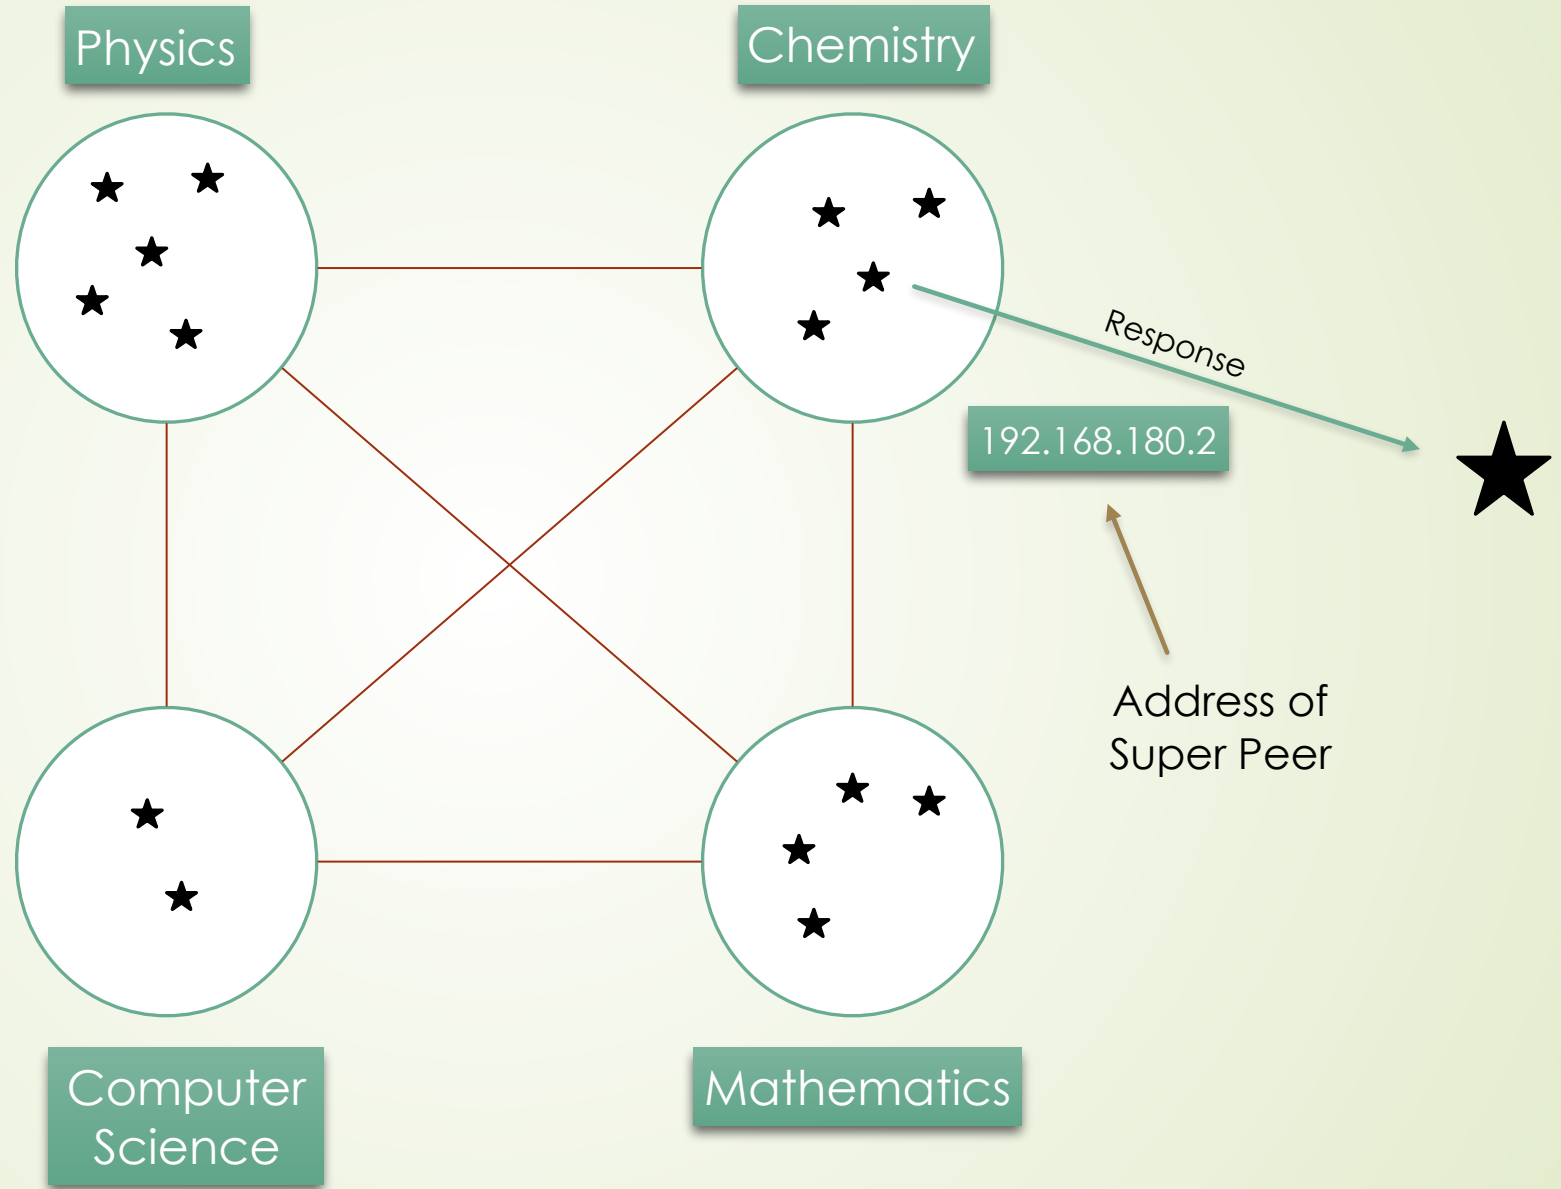 Physics
Chemistry
Response
192.168.180.2
Address of
Super Peer
Computer
Science
Mathematics